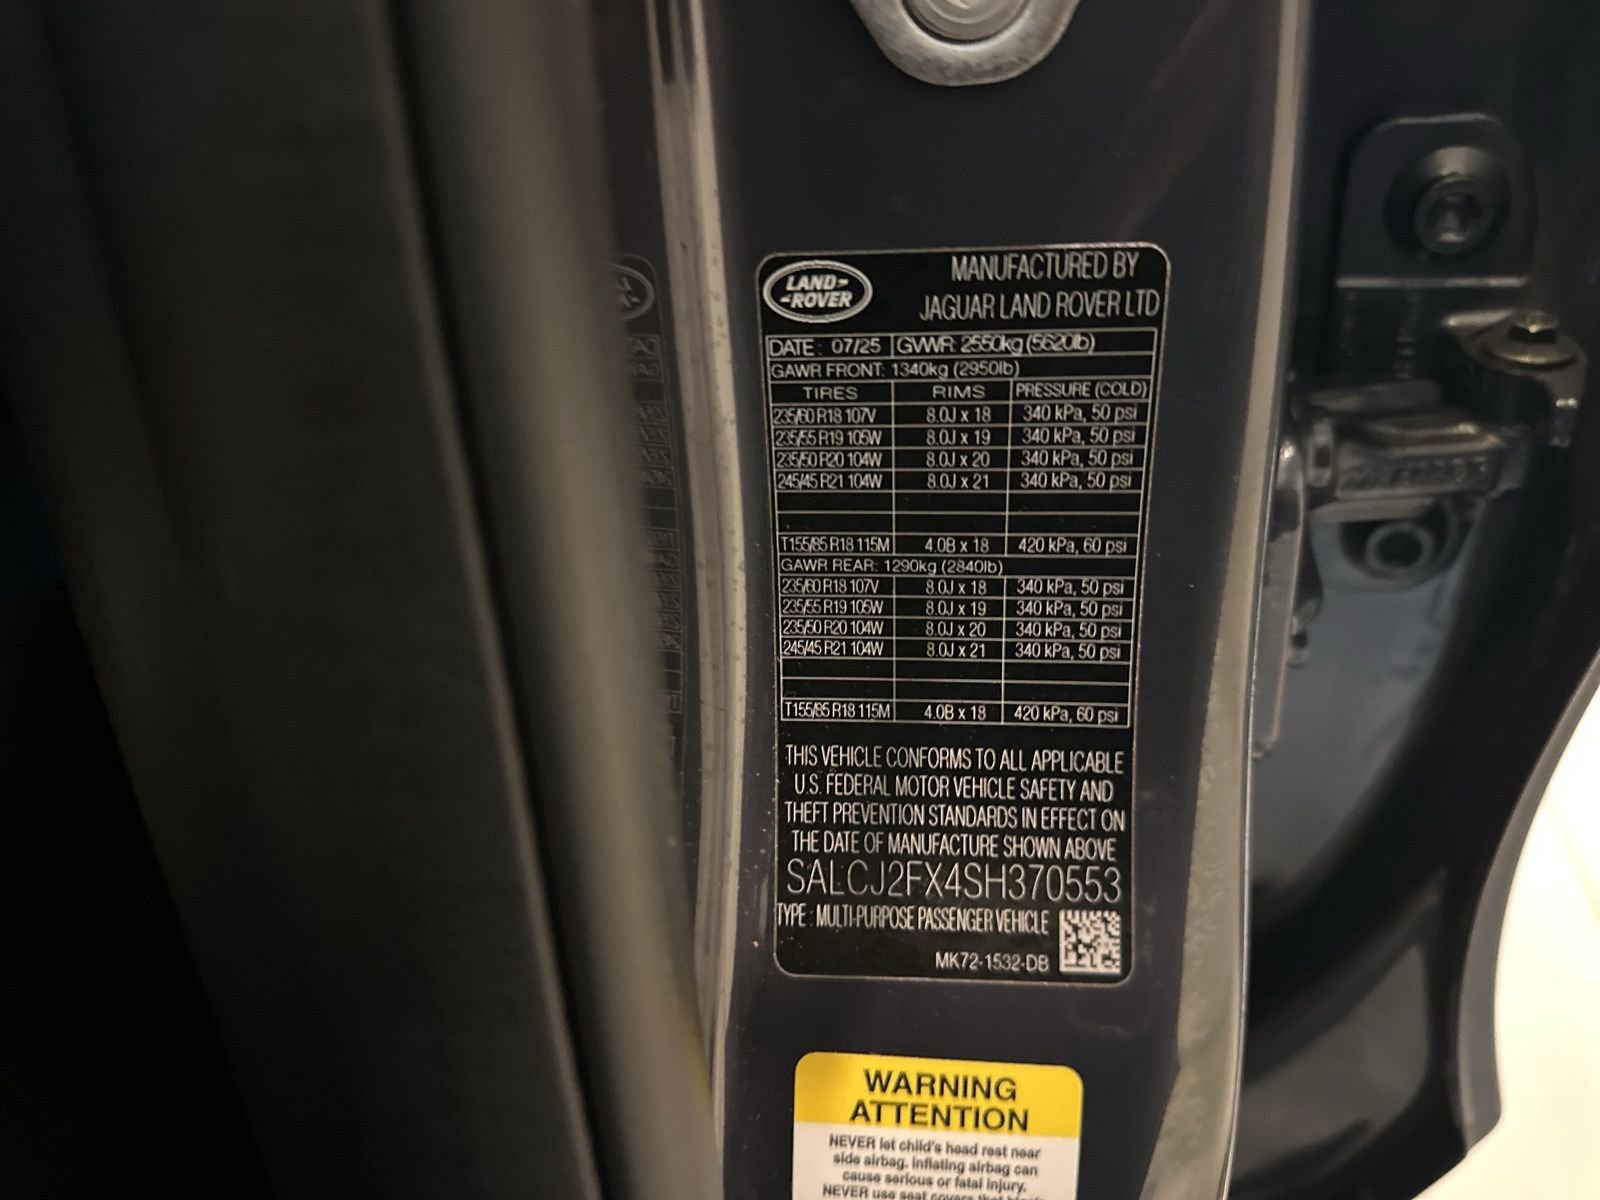 LAND-
-ROVER
MANUFACTURED BY
JAGUAR LAND ROVER LTD
DATE: 07/25 GVWR: 2550kg (5620lb)
GAWR FRONT: 1340kg (2950lb)
TIRES RIMS PRESSURE (COLD)
235/60 R18 107V 8.0J x 18 340 kPa, 50 psi
235/55 R19 105W 8.0J x 19 340 kPa, 50 psi
235/50 R20 104W 8.0J x 20 340 kPa, 50 psi
245/45 R21 104W 8.0J x 21 340 kPa, 50 psi
T155/85 R18 115M 4.0B x 18 420 kPa, 60 psi
GAWR REAR: 1290kg (2840lb)
235/60 R18 107V 8.0J x 18 340 kPa, 50 psi
235/55 R19 105W 8.0J x 19 340 kPa, 50 psi
235/50 R20 104W 8.0J x 20 340 kPa, 50 psi
245/45 R21 104W 8.0J x 21 340 kPa, 50 psi
T155/85 R18 115M 4.0B x 18 420 kPa, 60 psi
THIS VEHICLE CONFORMS TO ALL APPLICABLE
U.S. FEDERAL MOTOR VEHICLE SAFETY AND
THEFT PREVENTION STANDARDS IN EFFECT ON
THE DATE OF MANUFACTURE SHOWN ABOVE
SALCJ2FX4SH370553
TYPE : MULTI-PURPOSE PASSENGER VEHICLE
MK72-1532-DB
WARNING
ATTENTION
NEVER let child's head rest near
side airbag. Inflating airbag can
cause serious or fatal injury.
NEVER use seat covers that